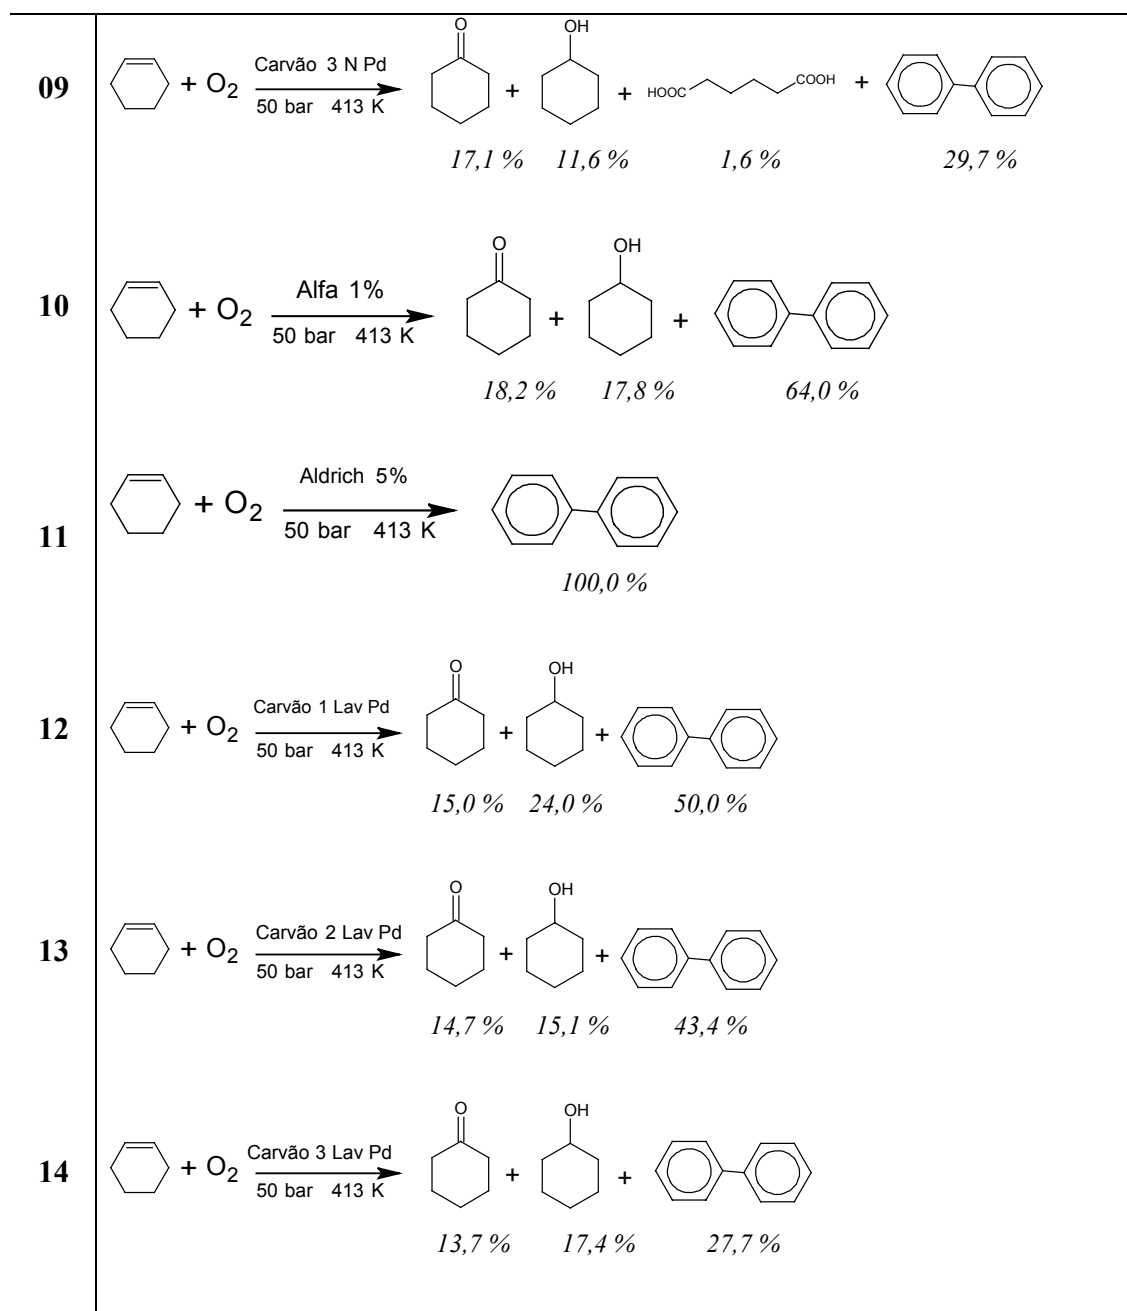 09
+ O2
Carvão 3 N Pd
50 bar 413 K
O
+
OH
+
HOOC
COOH
+
17,1 %
11,6 %
1,6 %
29,7 %
10
+ O2
Alfa 1%
50 bar 413 K
O
+
OH
+
18,2 %
17,8 %
64,0 %
11
+ O2
Aldrich 5%
50 bar 413 K
100,0 %
12
+ O2
Carvão 1 Lav Pd
50 bar 413 K
O
+
OH
+
15,0 %
24,0 %
50,0 %
13
+ O2
Carvão 2 Lav Pd
50 bar 413 K
O
+
OH
+
14,7 %
15,1 %
43,4 %
14
+ O2
Carvão 3 Lav Pd
50 bar 413 K
O
+
OH
+
13,7 %
17,4 %
27,7 %